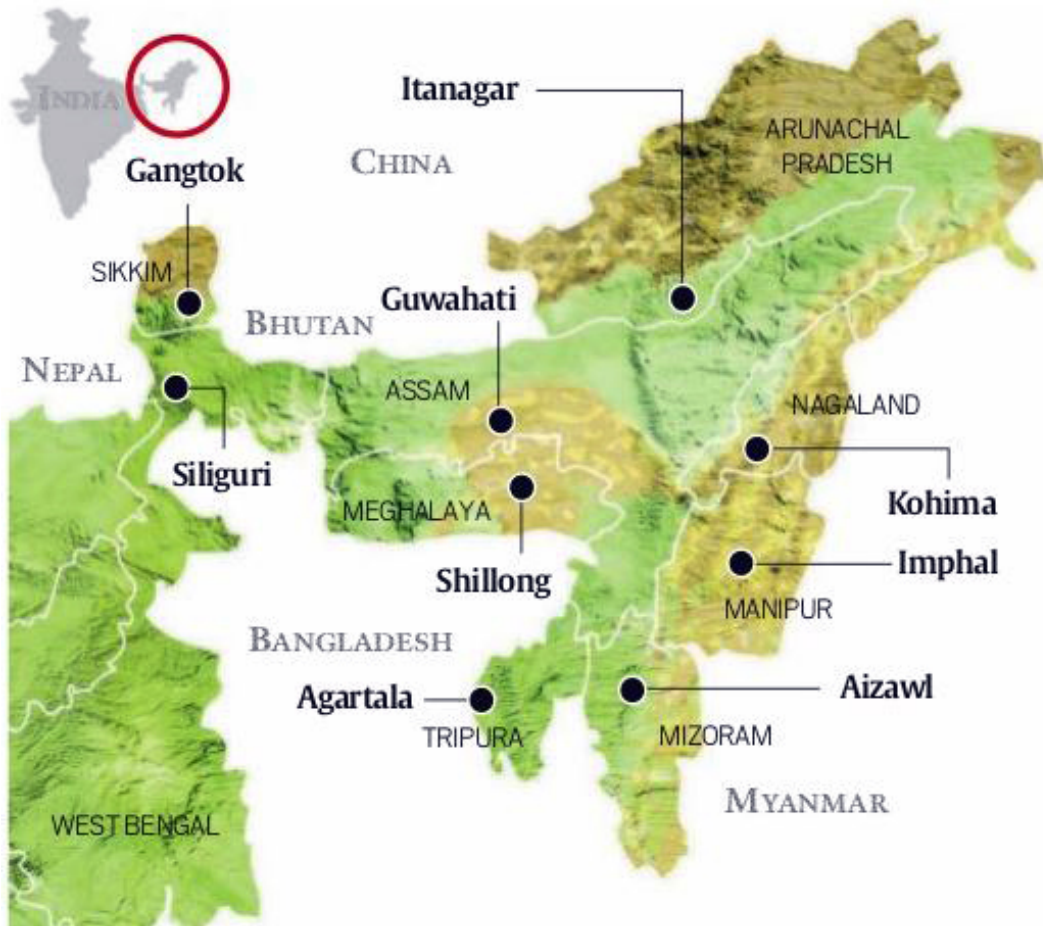 INDIA
Itanagar
ARUNACHAL
PRADESH
CHINA
Gangtok
SIKKIM
Guwahati
BHUTAN
NEPAL
ASSAM
NAGALAND
Siliguri
MEGHALAYA
Kohima
Shillong
Imphal
MANIPUR
BANGLADESH
Agartala
Aizawl
TRIPURA
MIZORAM
MYANMAR
WEST BENGAL